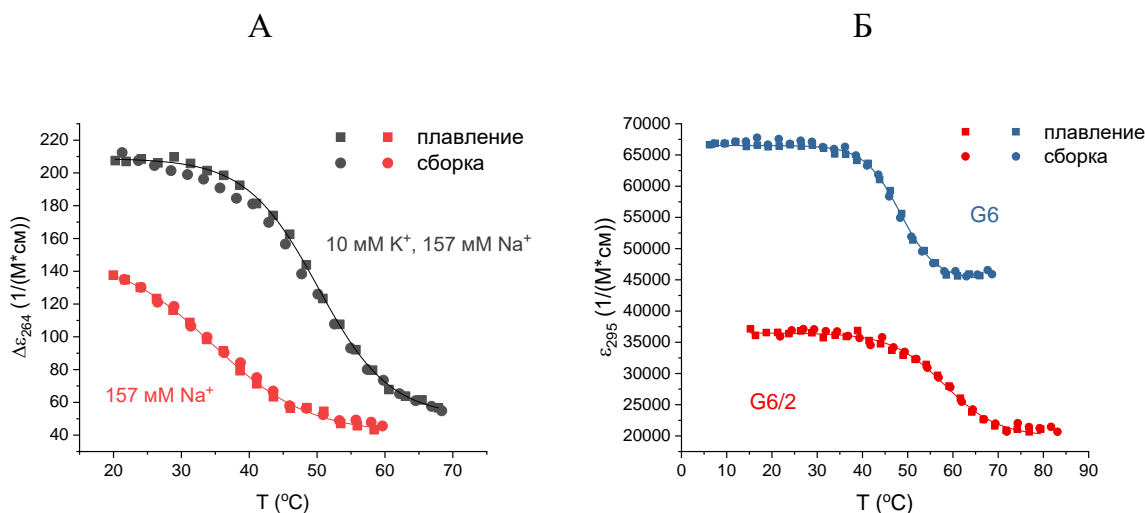 А
Б
Δε₂₆₄ (1/(М*см))
220
200
180
160
140
120
100
80
60
40
плавление
сборка
10 мМ K⁺, 157 мМ Na⁺
157 мМ Na⁺
20 30 40 50 60 70
T (ºC)
ε₂₉₅ (1/(М*см))
70000
65000
60000
55000
50000
45000
40000
35000
30000
25000
20000
плавление
сборка
G6
G6/2
0 10 20 30 40 50 60 70 80 90
T (ºC)